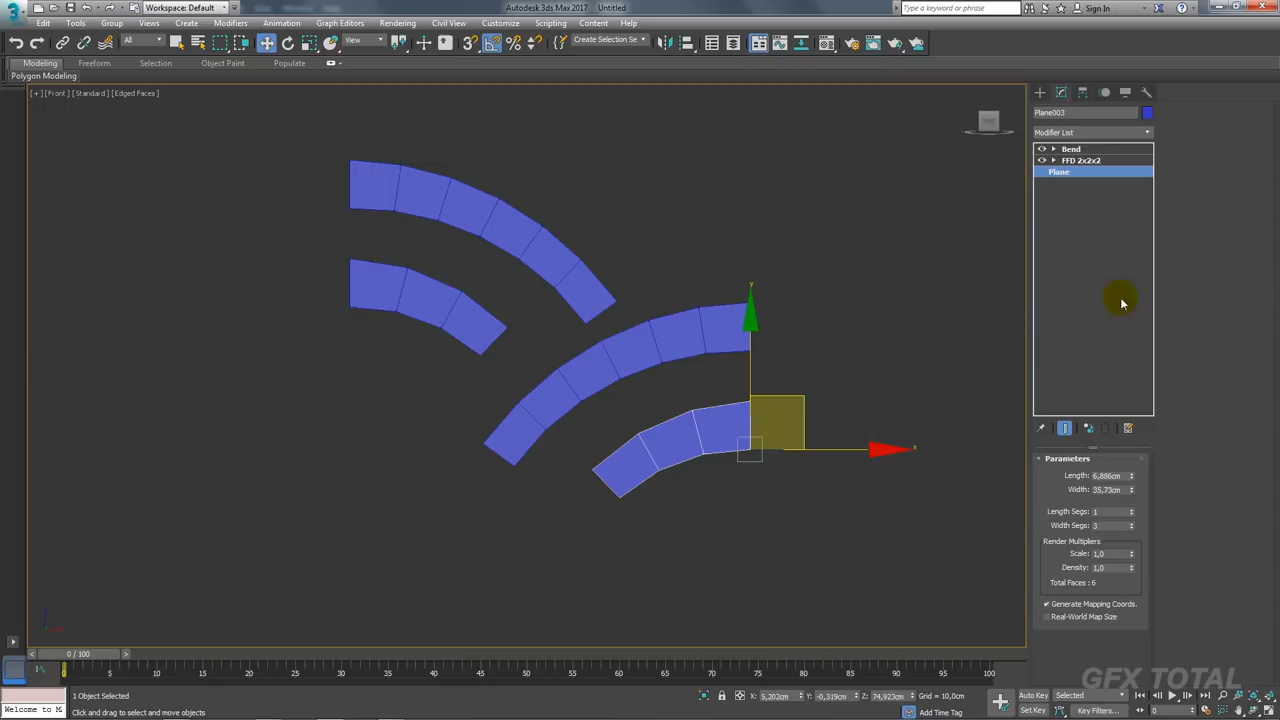 3 Workspace: Default Autodesk 3ds Max 2017 Untitled Type a keyword or phrase Sign In
Edit Tools Group Views Create Modifiers Animation Graph Editors Rendering Civil View Customize Scripting Content Help
All View Create Selection Se
Modeling Freeform Selection Object Paint Populate
Polygon Modeling
[+] [Front] [Standard] [Edged Faces]
Plane003
Modifier List
Bend
FFD 2x2x2
Plane
y
x
Parameters
Length: 6,886cm
Width: 35,73cm
Length Segs: 1
Width Segs: 3
Render Multipliers
Scale: 1,0
Density: 1,0
Total Faces : 6
Generate Mapping Coords.
Real-World Map Size
0 / 100
0 5 10 15 20 25 30 35 40 45 50 55 60 65 70 75 80 85 90 95 100
GFX TOTAL
1 Object Selected X: 5,202cm Y: -0,319cm Z: 74,923cm Grid = 10,0cm Auto Key Selected
Welcome to M Click and drag to select and move objects Add Time Tag Set Key Key Filters... 0